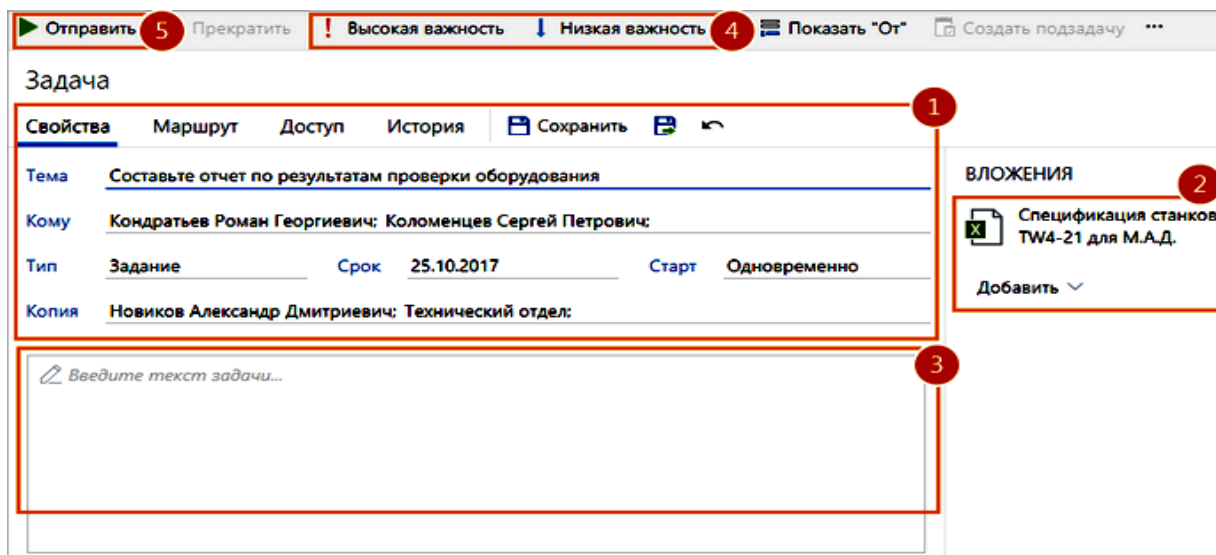 Отправить 5 Прекратить ! Высокая важность Низкая важность 4 Показать "От" Создать подзадачу ...
Задача
1
Свойства Маршрут Доступ История Сохранить
Тема Составьте отчет по результатам проверки оборудования
ВЛОЖЕНИЯ
2
Кому Кондратьев Роман Георгиевич; Коломенцев Сергей Петрович;
Спецификация станков
TW4-21 для М.А.Д.
Тип Задание Срок 25.10.2017 Старт Одновременно
Добавить
Копия Новиков Александр Дмитриевич; Технический отдел;
3
Введите текст задачи...